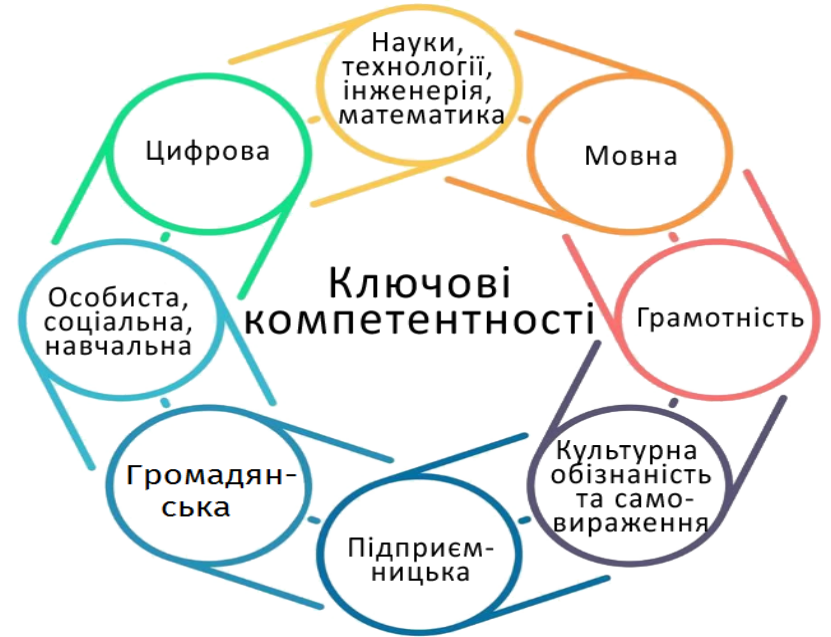 Науки,
технології,
інженерія,
математика
Цифрова
Мовна
Ключові
компетентності
Особиста,
соціальна,
навчальна
Грамотність
Громадян-
ська
Культурна
обізнаність
та само-
вираження
Підприєм-
ницька